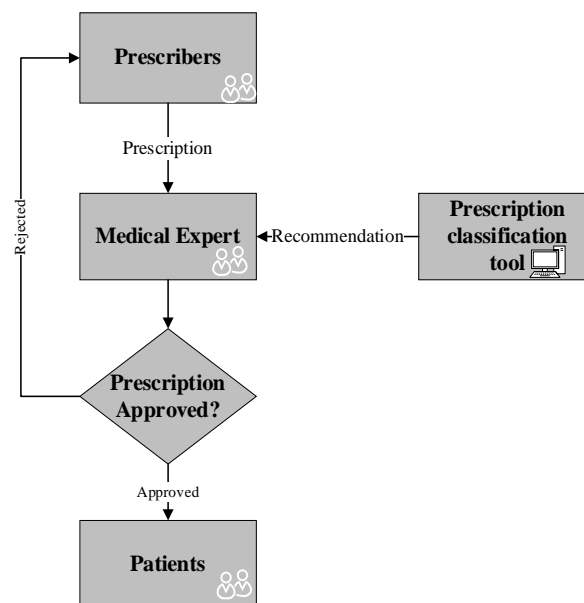 Prescribers
Prescription
Rejected
Medical Expert
Recommendation
Prescription
classification
tool
Prescription
Approved?
Approved
Patients